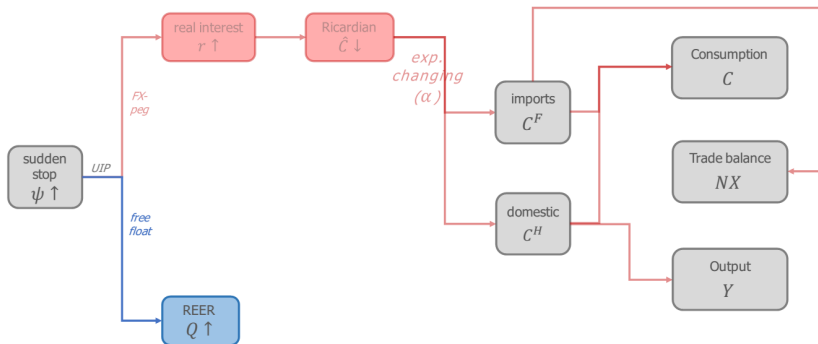 real interest
r ↑
Ricardian
Ĉ ↓
exp.
changing
(α)
imports
C^F
Consumption
C
FX-
peg
sudden
stop
ψ ↑
UIP
Trade balance
NX
free
float
domestic
C^H
Output
Y
REER
Q ↑